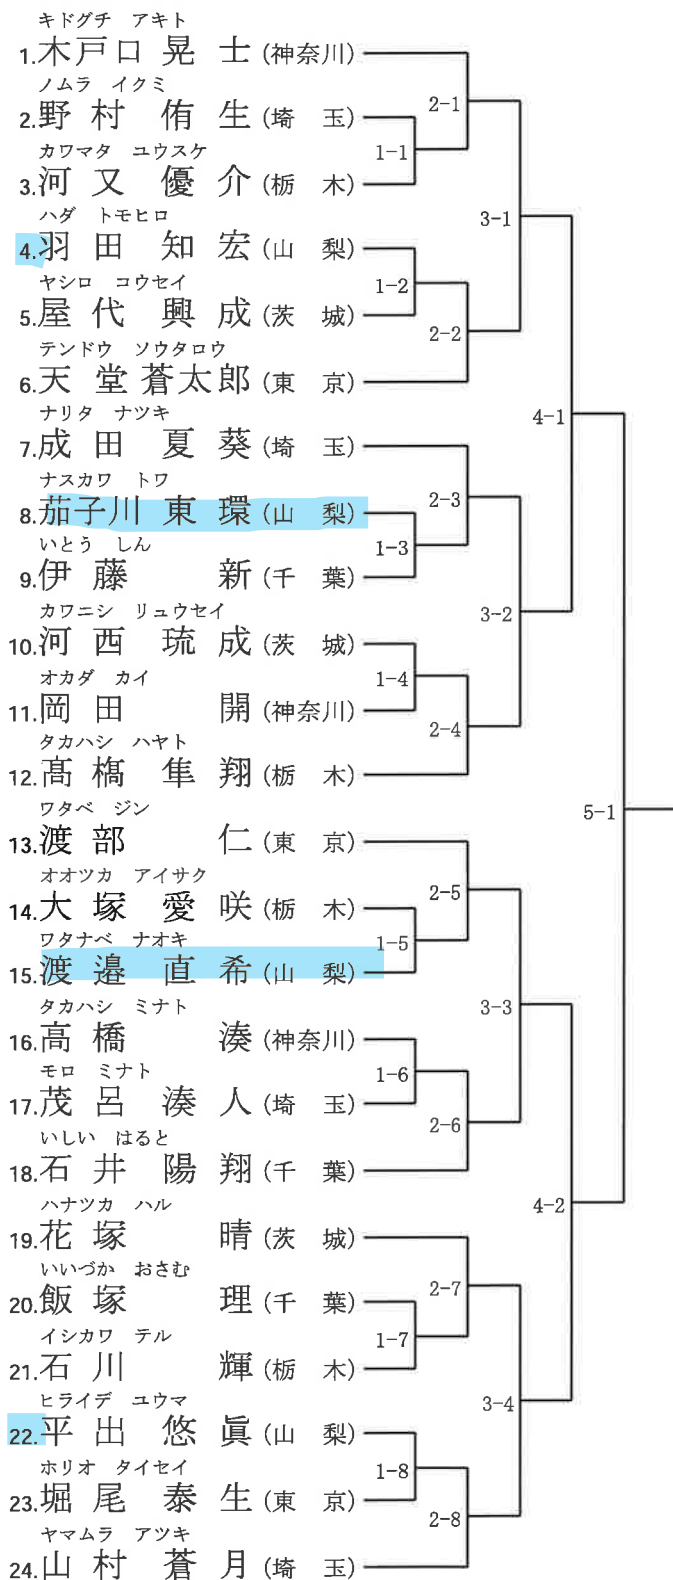 キドグチ アキト
1.木戸口 晃 士(神奈川)
ノムラ イクミ
2.野 村 侑 生(埼 玉)
カワマタ ユウスケ
3.河 又 優 介(栃 木)
ハダ トモヒロ
4.羽 田 知 宏(山 梨)
ヤシロ コウセイ
5.屋 代 興 成(茨 城)
テンドウ ソウタロウ
6.天 堂 蒼太郎(東 京)
ナリタ ナツキ
7.成 田 夏 葵(埼 玉)
ナスカワ トワ
8.茄子川 東 環(山 梨)
いとう しん
9.伊 藤 新(千 葉)
カワニシ リュウセイ
10.河 西 琉 成(茨 城)
オカダ カイ
11.岡 田 開(神奈川)
タカハシ ハヤト
12.髙 𣘺 隼 翔(栃 木)
ワタベ ジン
13.渡 部 仁(東 京)
オオツカ アイサク
14.大 塚 愛 咲(栃 木)
ワタナベ ナオキ
15.渡 邉 直 希(山 梨)
タカハシ ミナト
16.高 橋 湊(神奈川)
モロ ミナト
17.茂 呂 湊 人(埼 玉)
いしい はると
18.石 井 陽 翔(千 葉)
ハナツカ ハル
19.花 塚 晴(茨 城)
いいづか おさむ
20.飯 塚 理(千 葉)
イシカワ テル
21.石 川 輝(栃 木)
ヒライデ ユウマ
22.平 出 悠 眞(山 梨)
ホリオ タイセイ
23.堀 尾 泰 生(東 京)
ヤマムラ アツキ
24.山 村 蒼 月(埼 玉)
1-1
1-2
1-3
1-4
1-5
1-6
1-7
1-8
2-1
2-2
2-3
2-4
2-5
2-6
2-7
2-8
3-1
3-2
3-3
3-4
4-1
4-2
5-1